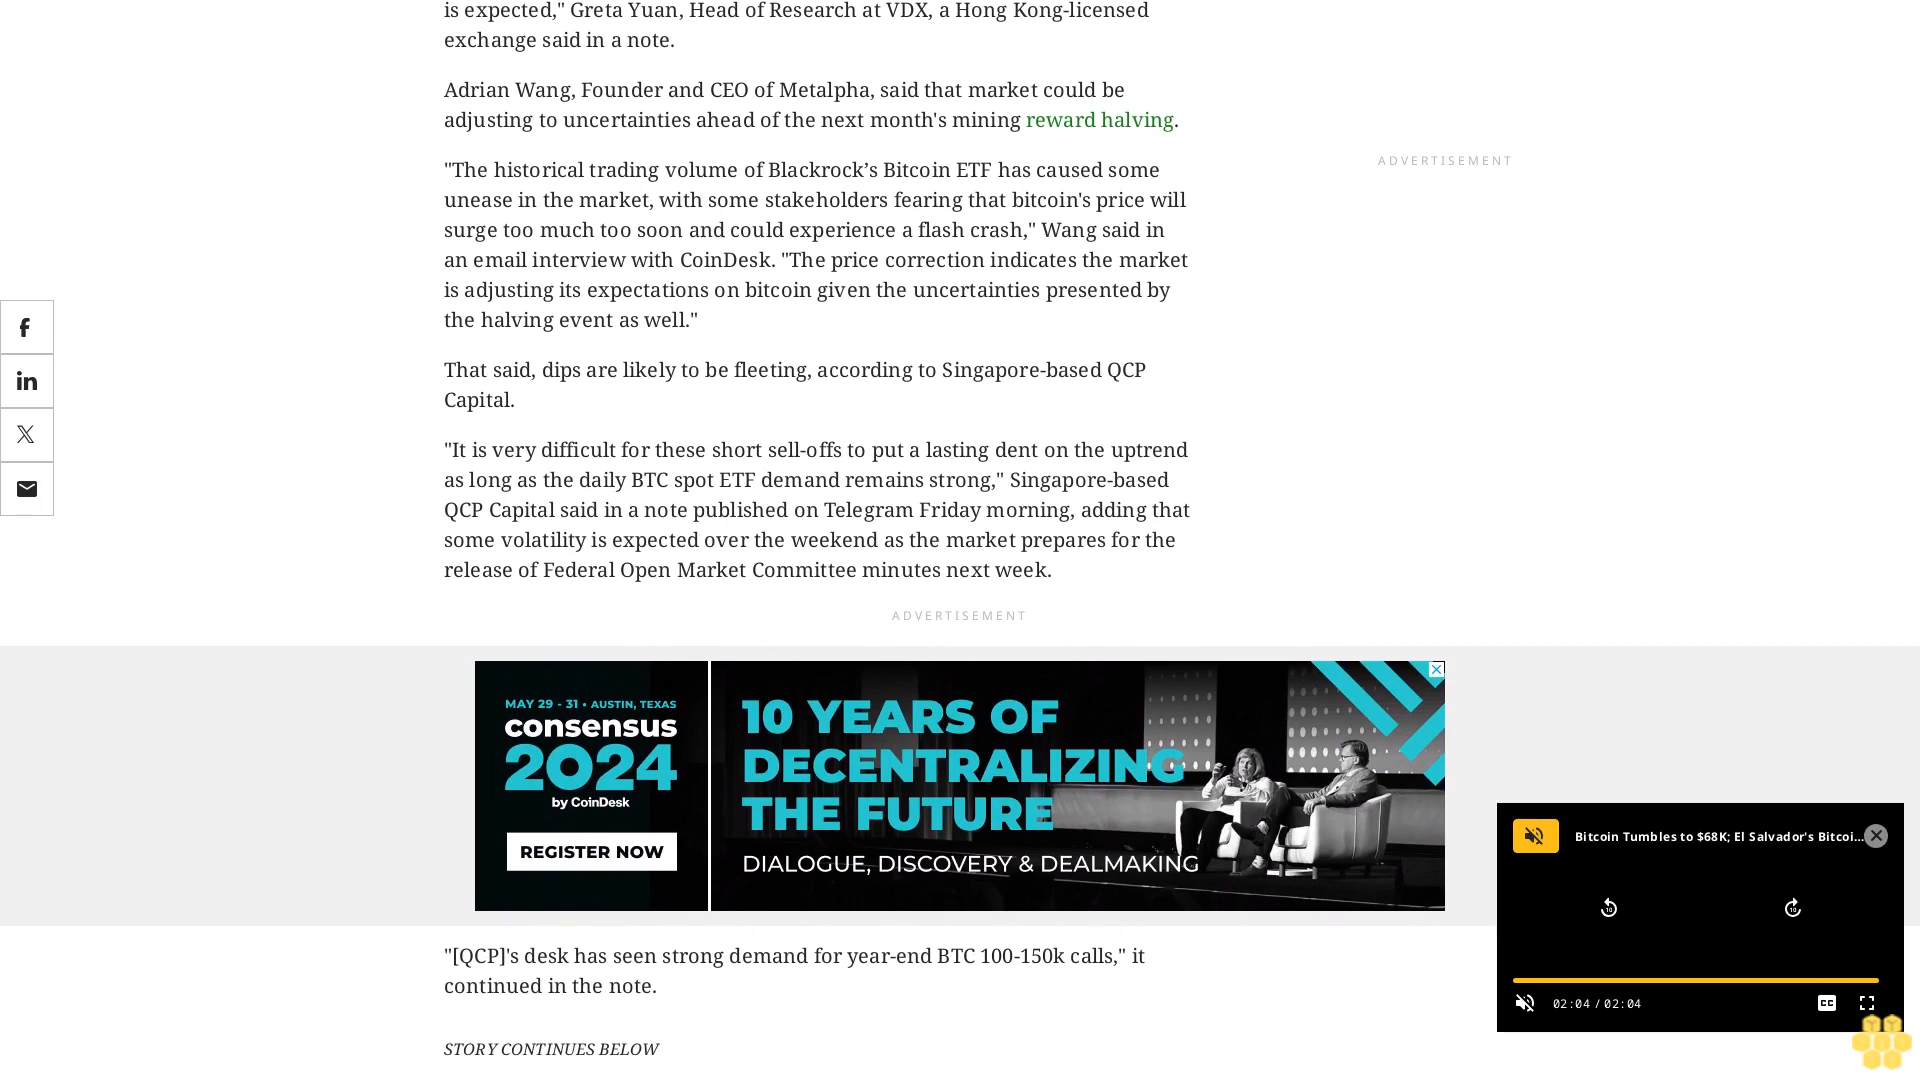 is expected," Greta Yuan, Head of Research at VDX, a Hong Kong-licensed
exchange said in a note.
Adrian Wang, Founder and CEO of Metalpha, said that market could be
adjusting to uncertainties ahead of the next month's mining reward halving.
ADVERTISEMENT
"The historical trading volume of Blackrock’s Bitcoin ETF has caused some
unease in the market, with some stakeholders fearing that bitcoin's price will
surge too much too soon and could experience a flash crash," Wang said in
an email interview with CoinDesk. "The price correction indicates the market
is adjusting its expectations on bitcoin given the uncertainties presented by
the halving event as well."
That said, dips are likely to be fleeting, according to Singapore-based QCP
Capital.
"It is very difficult for these short sell-offs to put a lasting dent on the uptrend
as long as the daily BTC spot ETF demand remains strong," Singapore-based
QCP Capital said in a note published on Telegram Friday morning, adding that
some volatility is expected over the weekend as the market prepares for the
release of Federal Open Market Committee minutes next week.
ADVERTISEMENT
MAY 29 - 31 • AUSTIN, TEXAS
consensus
2024
by CoinDesk
REGISTER NOW
10 YEARS OF
DECENTRALIZING
THE FUTURE
DIALOGUE, DISCOVERY & DEALMAKING
Bitcoin Tumbles to $68K; El Salvador's Bitcoi...
10
10
02:04 / 02:04
CC
"[QCP]'s desk has seen strong demand for year-end BTC 100-150k calls," it
continued in the note.
STORY CONTINUES BELOW